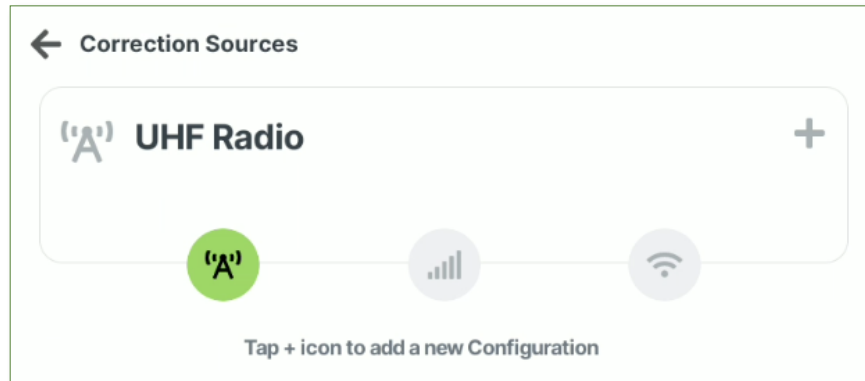 Correction Sources
UHF Radio
Tap + icon to add a new Configuration